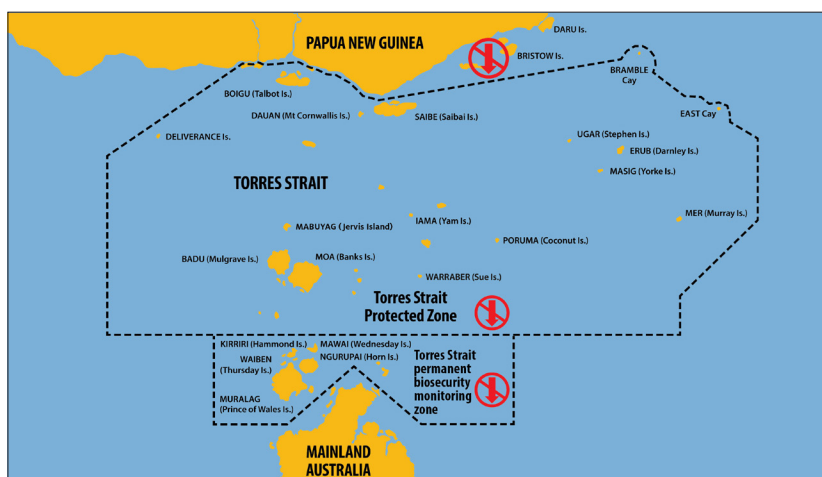 DARU Is.
PAPUA NEW GUINEA
BRISTOW Is.
BRAMBLE
Cay
BOIGU (Talbot Is.)
DAUAN (Mt Cornwallis Is.)
SAIBE (Saibai Is.)
EAST Cay
DELIVERANCE Is.
UGAR (Stephen Is.)
ERUB (Darnley Is.)
MASIG (Yorke Is.)
TORRES STRAIT
MABUYAG (Jervis Island)
IAMA (Yam Is.)
MER (Murray Is.)
PORUMA (Coconut Is.)
BADU (Mulgrave Is.)
MOA (Banks Is.)
WARRABER (Sue Is.)
Torres Strait
Protected Zone
KIRRIRI (Hammond Is.)
MAWAI (Wednesday Is.)
WAIBEN
(Thursday Is.)
NGURUPAI (Horn Is.)
Torres Strait
permanent
biosecurity
monitoring
zone
MURALAG
(Prince of Wales Is.)
MAINLAND
AUSTRALIA